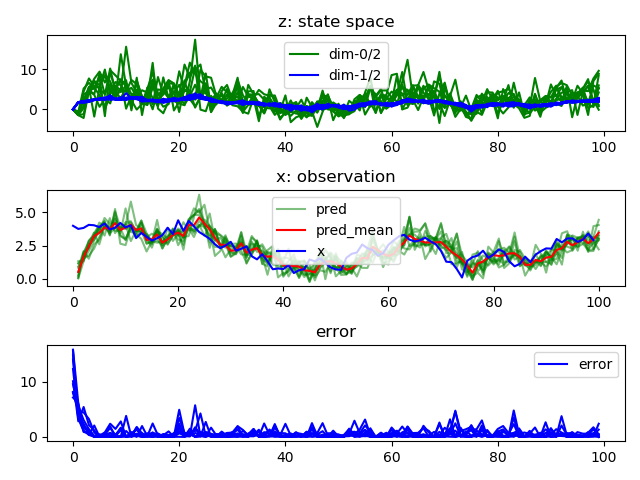 z: state space
10
0
dim-0/2
dim-1/2
0 20 40 60 80 100
x: observation
5.0
2.5
0.0
pred
pred_mean
x
0 20 40 60 80 100
error
10
0
error
0 20 40 60 80 100